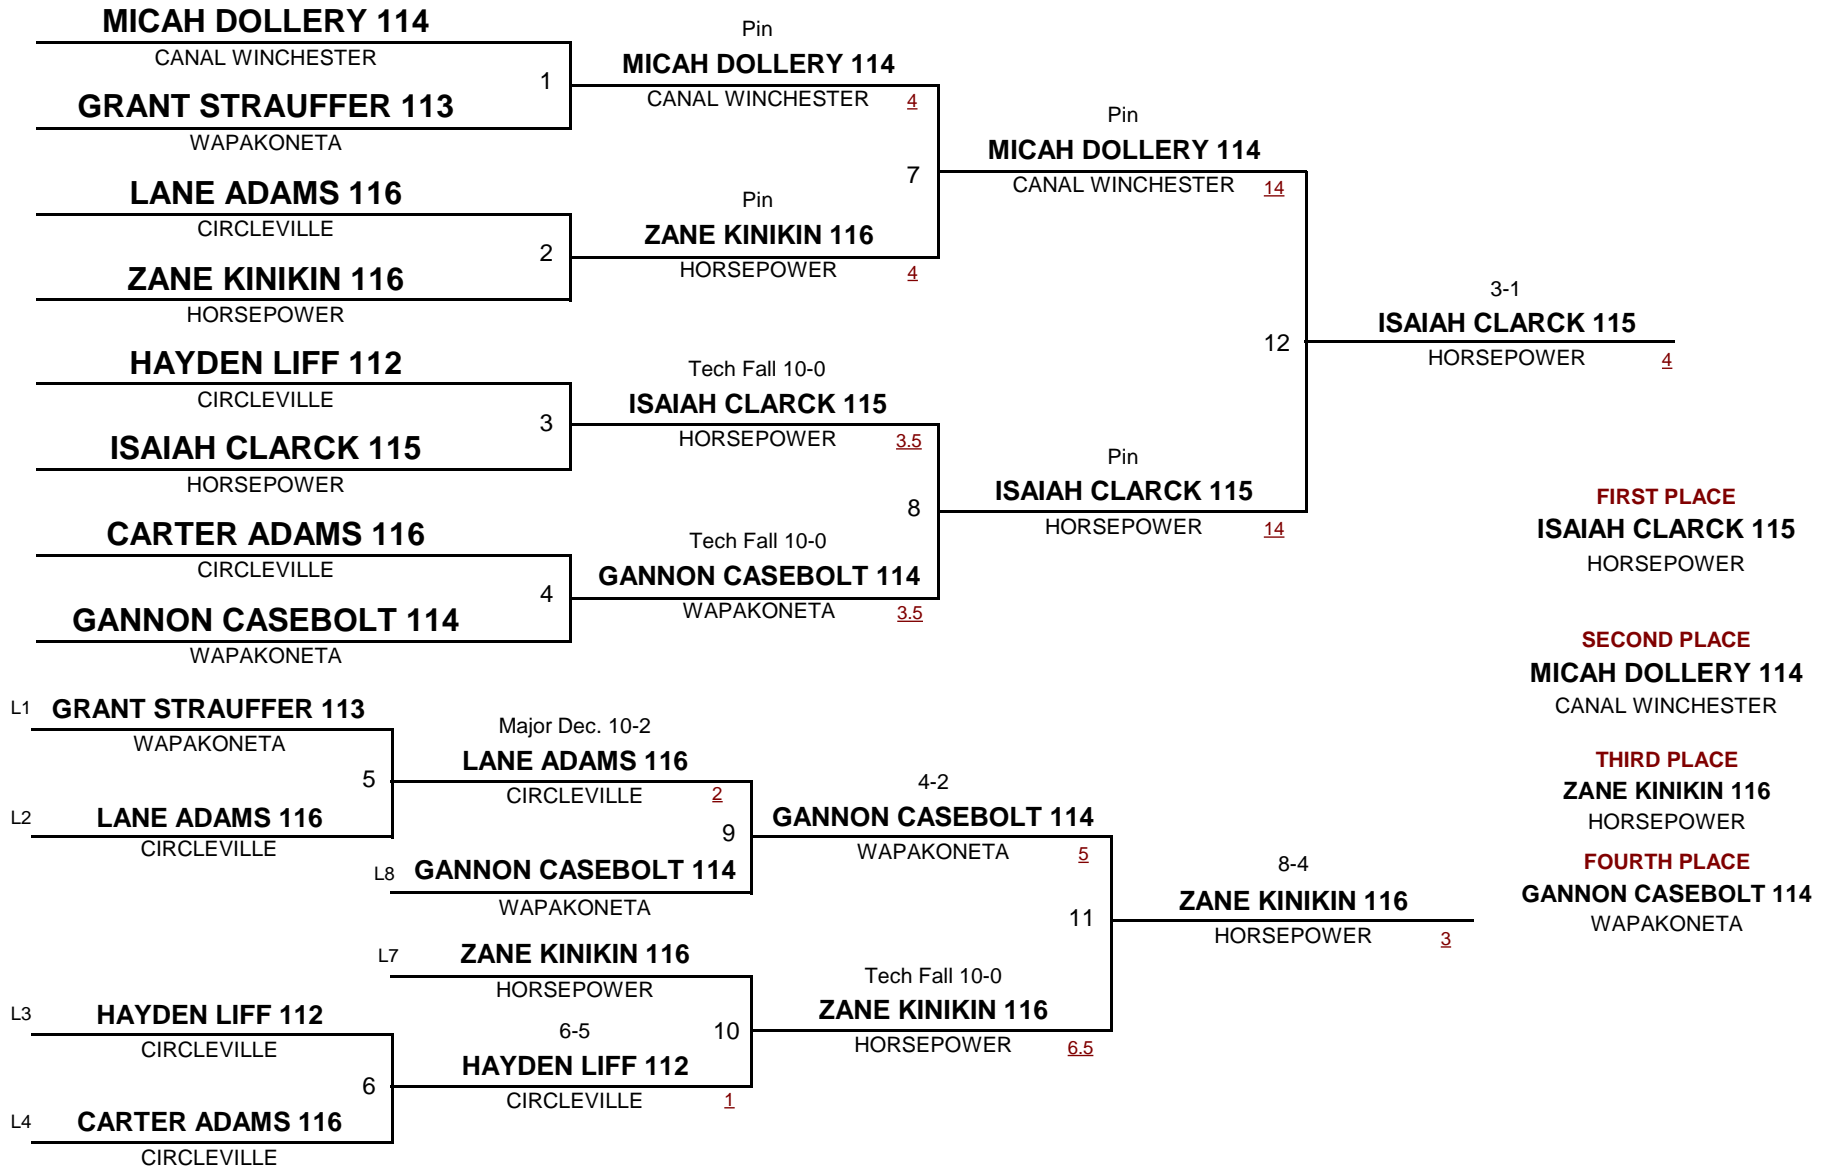 MICAH DOLLERY 114
CANAL WINCHESTER
1
GRANT STRAUFFER 113
WAPAKONETA
LANE ADAMS 116
CIRCLEVILLE
2
ZANE KINIKIN 116
HORSEPOWER
HAYDEN LIFF 112
CIRCLEVILLE
3
ISAIAH CLARCK 115
HORSEPOWER
CARTER ADAMS 116
CIRCLEVILLE
4
GANNON CASEBOLT 114
WAPAKONETA
Pin
MICAH DOLLERY 114
CANAL WINCHESTER 4
7
Pin
ZANE KINIKIN 116
HORSEPOWER 4
Tech Fall 10-0
ISAIAH CLARCK 115
HORSEPOWER 3.5
8
Tech Fall 10-0
GANNON CASEBOLT 114
WAPAKONETA 3.5
Pin
MICAH DOLLERY 114
CANAL WINCHESTER 14
12
Pin
ISAIAH CLARCK 115
HORSEPOWER 14
3-1
ISAIAH CLARCK 115
HORSEPOWER 4
L1 GRANT STRAUFFER 113
WAPAKONETA
5
L2 LANE ADAMS 116
CIRCLEVILLE
L3 HAYDEN LIFF 112
CIRCLEVILLE
6
L4 CARTER ADAMS 116
CIRCLEVILLE
Major Dec. 10-2
LANE ADAMS 116
CIRCLEVILLE 2
9
L8 GANNON CASEBOLT 114
WAPAKONETA
L7 ZANE KINIKIN 116
HORSEPOWER
10
6-5
HAYDEN LIFF 112
CIRCLEVILLE 1
4-2
GANNON CASEBOLT 114
WAPAKONETA 5
11
Tech Fall 10-0
ZANE KINIKIN 116
HORSEPOWER 6.5
8-4
ZANE KINIKIN 116
HORSEPOWER 3
FIRST PLACE
ISAIAH CLARCK 115
HORSEPOWER
SECOND PLACE
MICAH DOLLERY 114
CANAL WINCHESTER
THIRD PLACE
ZANE KINIKIN 116
HORSEPOWER
FOURTH PLACE
GANNON CASEBOLT 114
WAPAKONETA